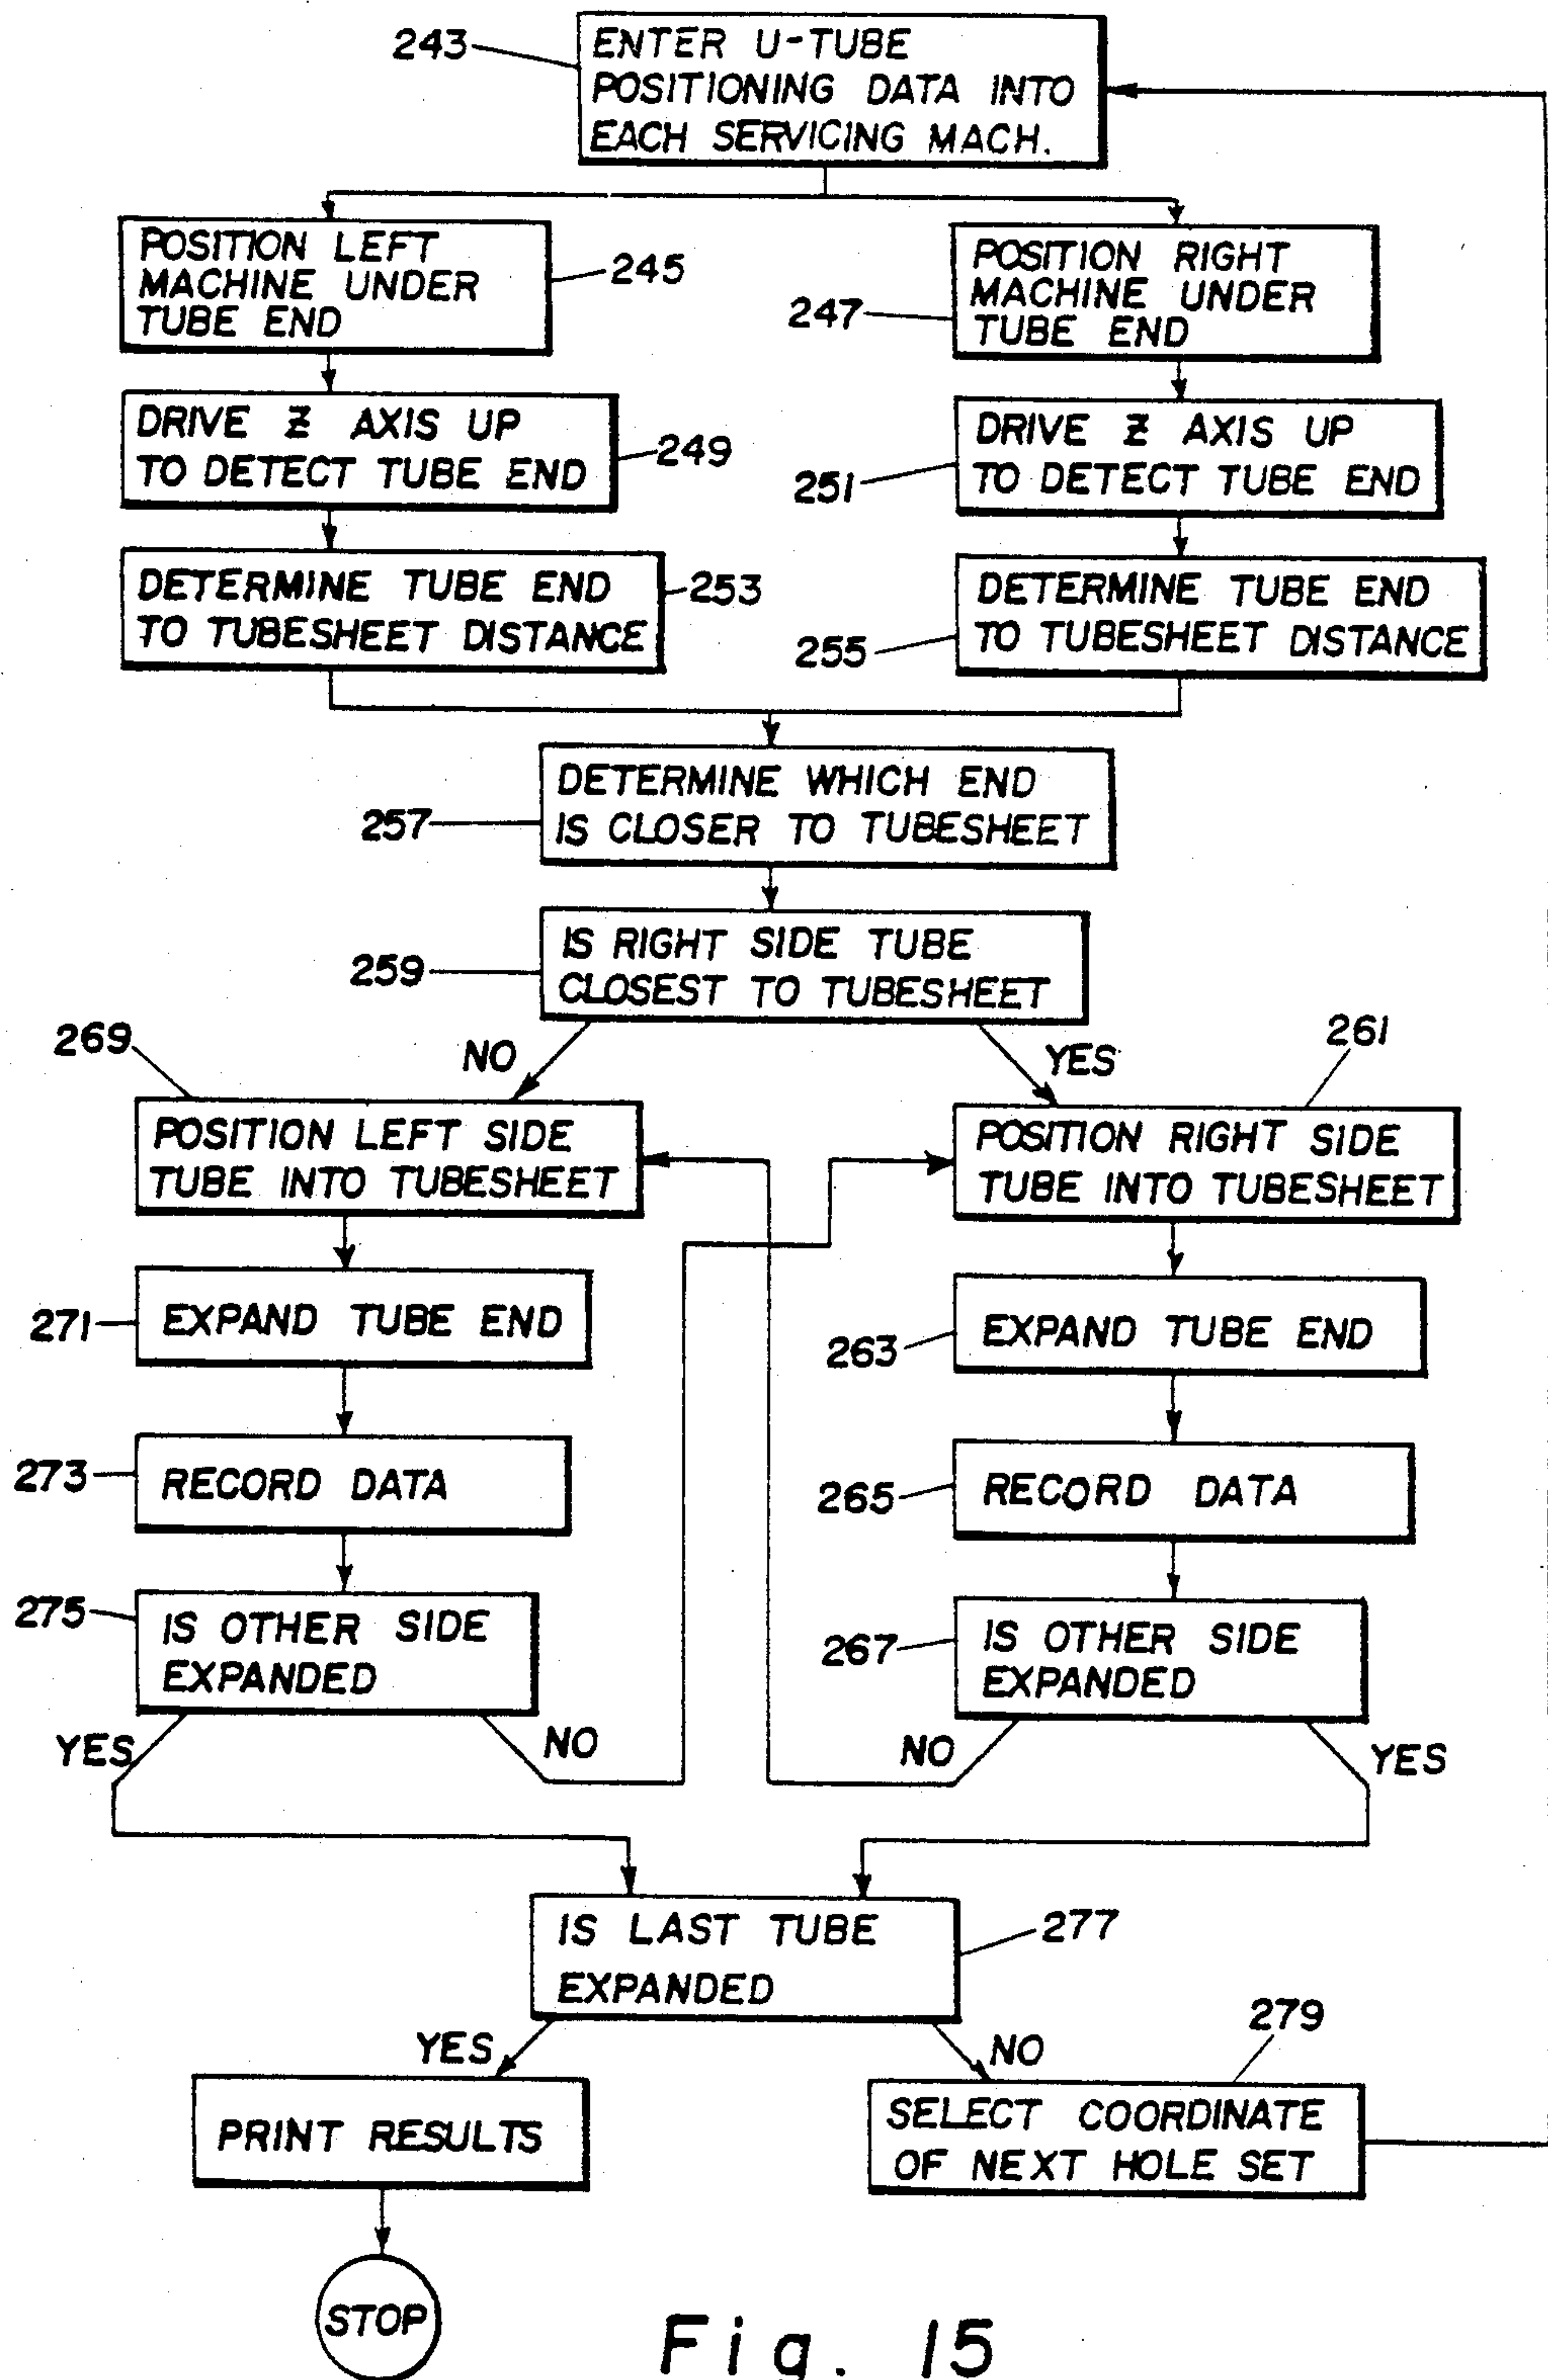 243
ENTER U-TUBE
POSITIONING DATA INTO
EACH SERVICING MACH.
POSITION LEFT
MACHINE UNDER
TUBE END
245
POSITION RIGHT
MACHINE UNDER
TUBE END
247
DRIVE Z AXIS UP
TO DETECT TUBE END
249
DRIVE Z AXIS UP
TO DETECT TUBE END
251
DETERMINE TUBE END
TO TUBESHEET DISTANCE
253
DETERMINE TUBE END
TO TUBESHEET DISTANCE
255
DETERMINE WHICH END
IS CLOSER TO TUBESHEET
257
IS RIGHT SIDE TUBE
CLOSEST TO TUBESHEET
259
NO
YES
269
261
POSITION LEFT SIDE
TUBE INTO TUBESHEET
POSITION RIGHT SIDE
TUBE INTO TUBESHEET
271
EXPAND TUBE END
263
EXPAND TUBE END
273
RECORD DATA
265
RECORD DATA
275
IS OTHER SIDE
EXPANDED
267
IS OTHER SIDE
EXPANDED
YES
NO
NO
YES
IS LAST TUBE
EXPANDED
277
YES
NO
279
PRINT RESULTS
SELECT COORDINATE
OF NEXT HOLE SET
STOP
Fig. 15